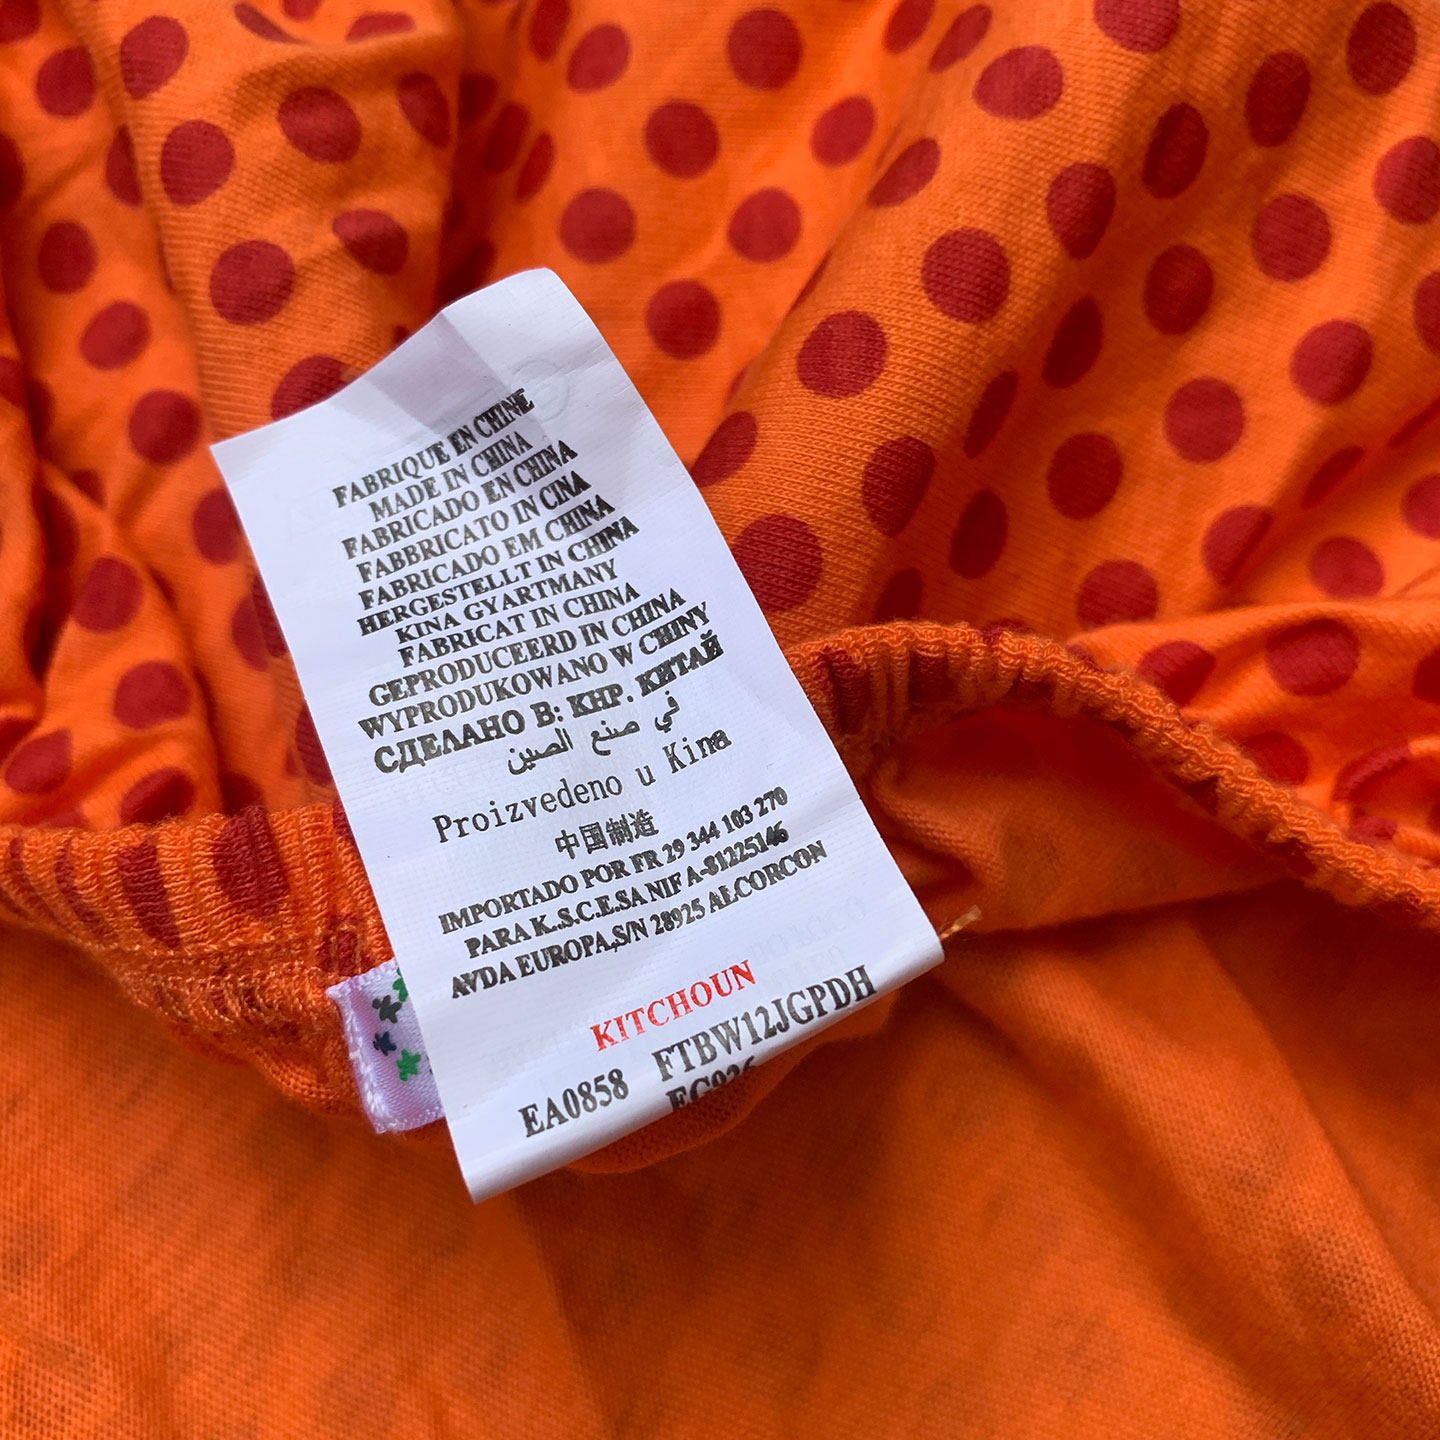 FABRIQUE EN CHINE
MADE IN CHINA
FABRICADO EN CHINA
FABBRICATO IN CINA
FABRICADO EM CHINA
HERGESTELLT IN CHINA
KINA GYARTMANY
FABRICAT IN CHINA
GEPRODUCEERD IN CHINA
WYPRODUKOWANO W CHINY
СДЕЛАНО В: КНР. КИТАЙ
في صنع الصين
Proizvedeno u Kina
中国制造
IMPORTADO POR FR 29 344 103 270
PARA K.S.C.E.SA NIF A-81225146
AVDA EUROPA,S/N 28925 ALCORCON
KITCHOUN
EA0858 FTBW12JGPDH